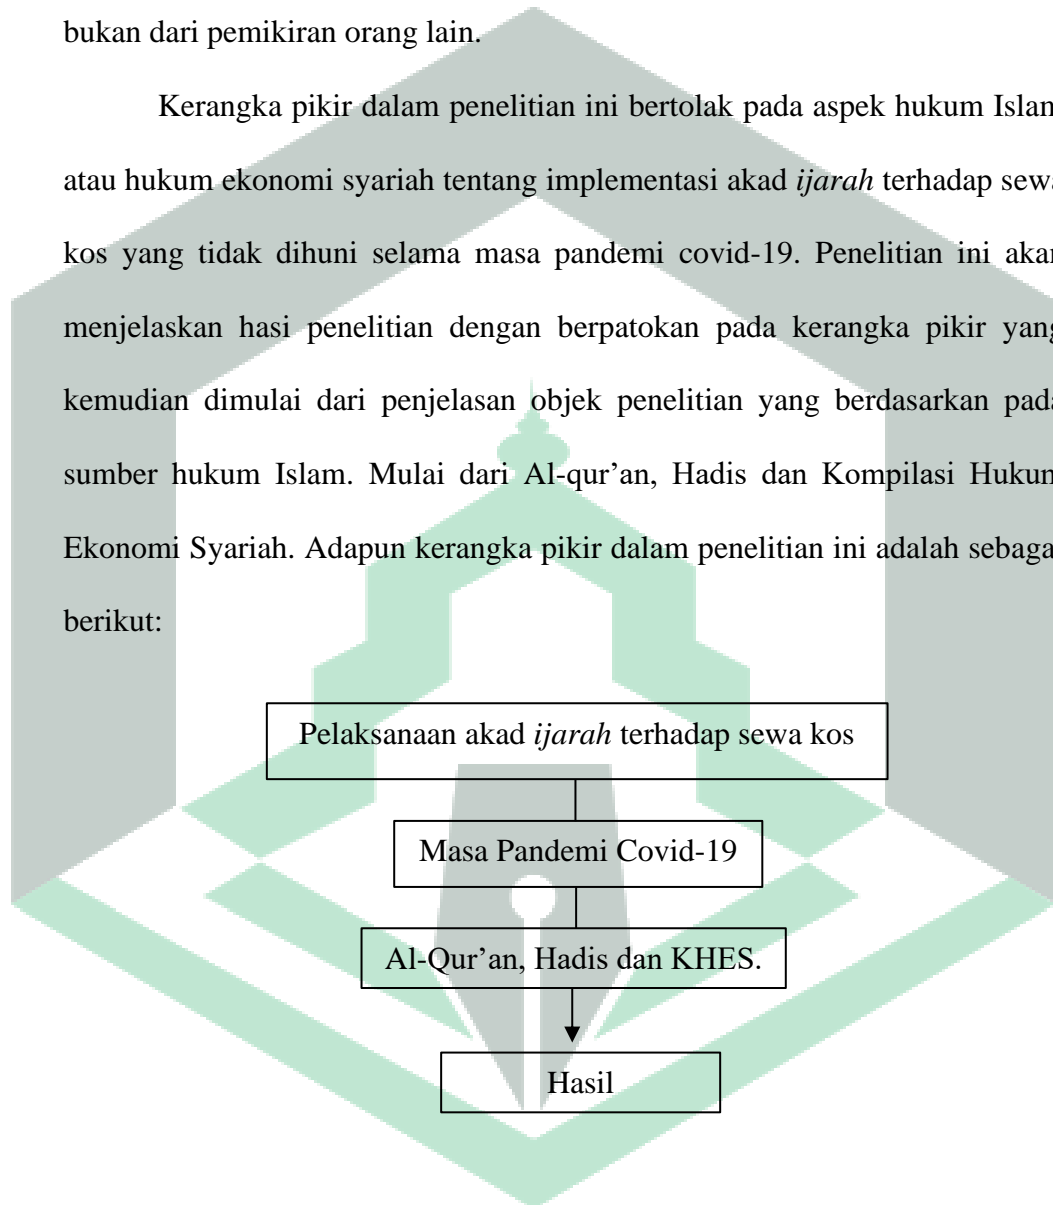 bukan dari pemikiran orang lain.
Kerangka pikir dalam penelitian ini bertolak pada aspek hukum Islam
atau hukum ekonomi syariah tentang implementasi akad ijarah terhadap sewa
kos yang tidak dihuni selama masa pandemi covid-19. Penelitian ini akan
menjelaskan hasi penelitian dengan berpatokan pada kerangka pikir yang
kemudian dimulai dari penjelasan objek penelitian yang berdasarkan pada
sumber hukum Islam. Mulai dari Al-qur’an, Hadis dan Kompilasi Hukum
Ekonomi Syariah. Adapun kerangka pikir dalam penelitian ini adalah sebagai
berikut:
Pelaksanaan akad ijarah terhadap sewa kos
Masa Pandemi Covid-19
Al-Qur’an, Hadis dan KHES.
Hasil